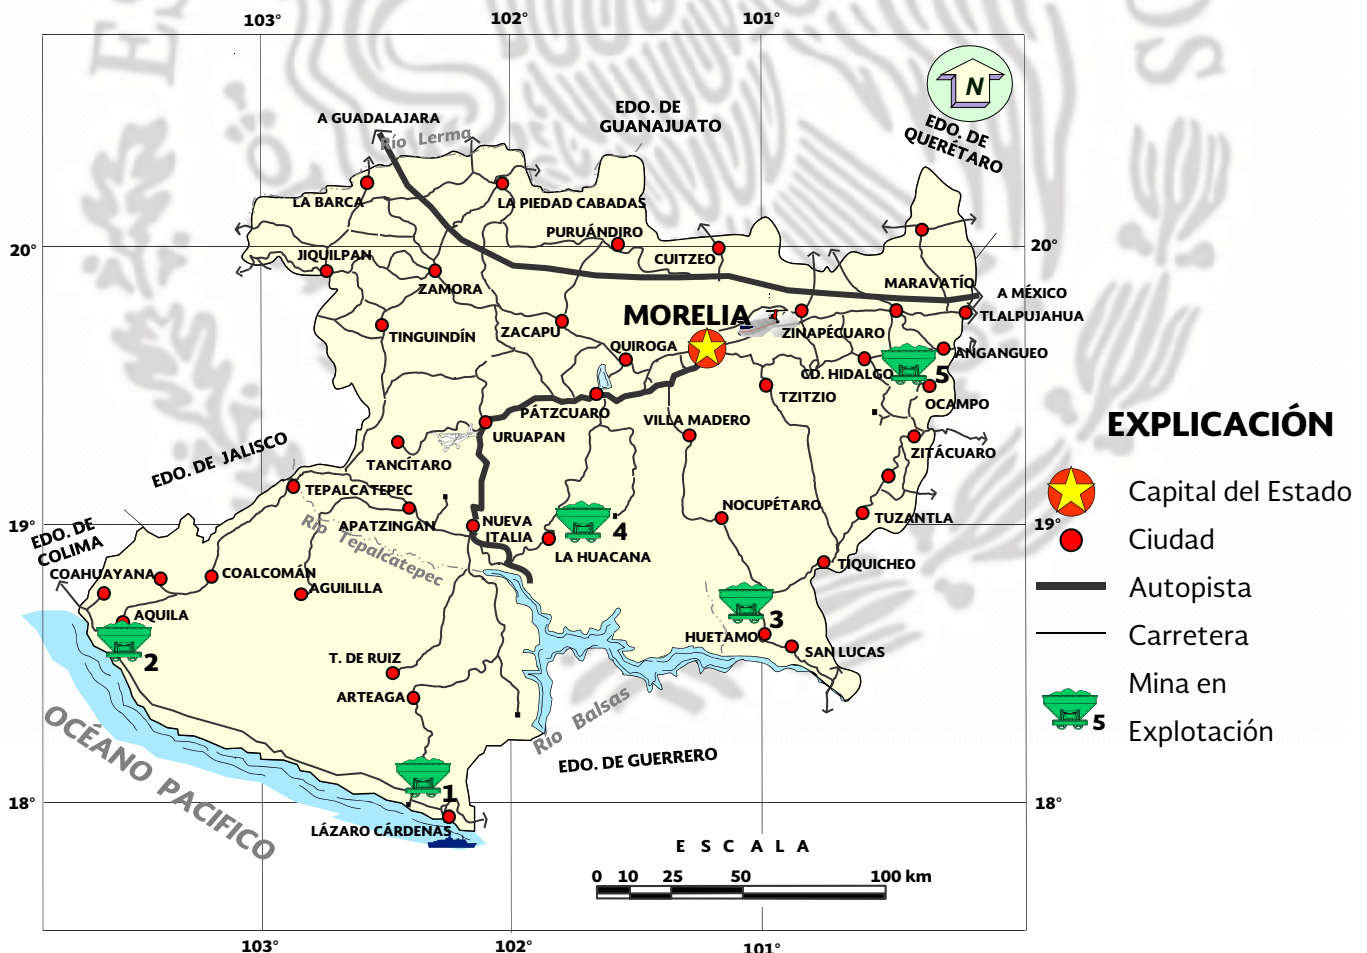 103°
102°
101°
EDO. DE
GUANAJUATO
N
EDO. DE
QUERÉTARO
A GUADALAJARA
Río Lerma
LA BARCA
LA PIEDAD CABADAS
PURUÁNDIRO
20°
20°
JIQUILPAN
CUITZEO
ZAMORA
MARAVATÍO
A MÉXICO
MORELIA
TLALPUJAHUA
TINGUINDÍN
ZACAPU
ZINAPÉCUARO
QUIROGA
ANGANGUEO
CD. HIDALGO
5
TZITZIO
OCAMPO
PÁTZCUARO
VILLA MADERO
URUAPAN
EXPLICACIÓN
EDO. DE JALISCO
TANCÍTARO
ZITÁCUARO
TEPALCATEPEC
Capital del Estado
NOCUPÉTARO
APATZINGÁN
NUEVA
ITALIA
4
TUZANTLA
19°
19°
EDO. DE
COLIMA
Río Tepalcatepec
Ciudad
LA HUACANA
TIQUICHEO
COAHUAYANA
COALCOMÁN
AGUILILLA
Autopista
AQUILA
3
HUETAMO
Carretera
2
T. DE RUIZ
SAN LUCAS
Mina en
Explotación
5
ARTEAGA
Río Balsas
OCÉANO PACIFICO
EDO. DE GUERRERO
1
18°
18°
LÁZARO CÁRDENAS
E S C A L A
0 10 25 50 100 km
103°
102°
101°